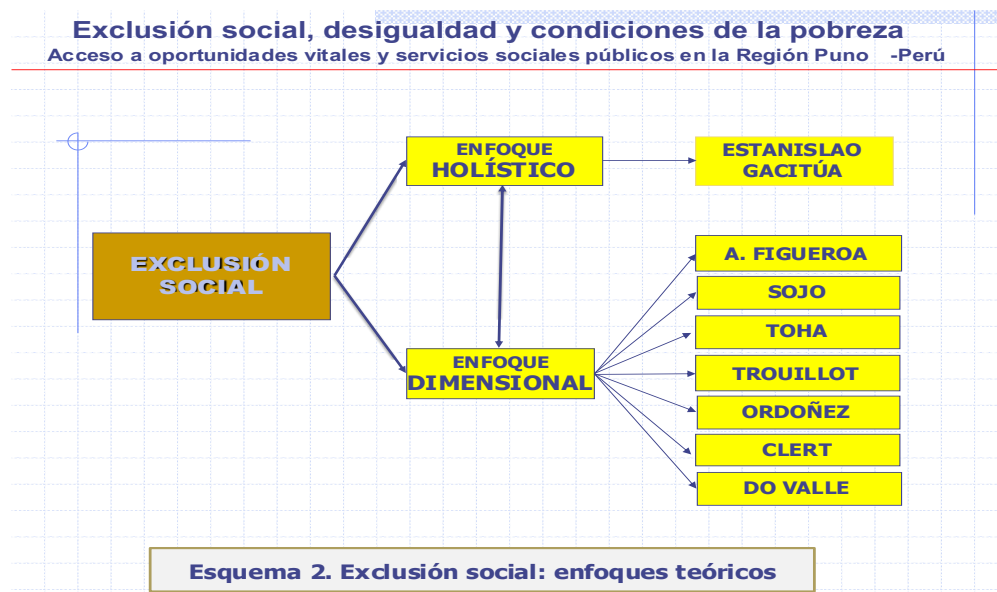 Exclusión social, desigualdad y condiciones de la pobreza
Acceso a oportunidades vitales y servicios sociales públicos en la Región Puno -Perú
ENFOQUE
HOLÍSTICO
ESTANISLAO
GACITÚA
EXCLUSIÓN
SOCIAL
A. FIGUEROA
SOJO
TOHA
ENFOQUE
DIMENSIONAL
TROUILLOT
ORDOÑEZ
CLERT
DO VALLE
Esquema 2. Exclusión social: enfoques teóricos